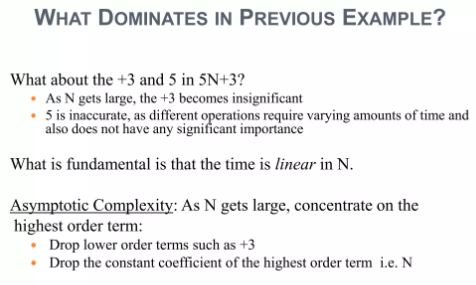 WHAT DOMINATES IN PREVIOUS EXAMPLE?
What about the +3 and 5 in 5N+3?
• As N gets large, the +3 becomes insignificant
• 5 is inaccurate, as different operations require varying amounts of time and
also does not have any significant importance
What is fundamental is that the time is linear in N.
Asymptotic Complexity: As N gets large, concentrate on the
highest order term:
• Drop lower order terms such as +3
• Drop the constant coefficient of the highest order term i.e. N